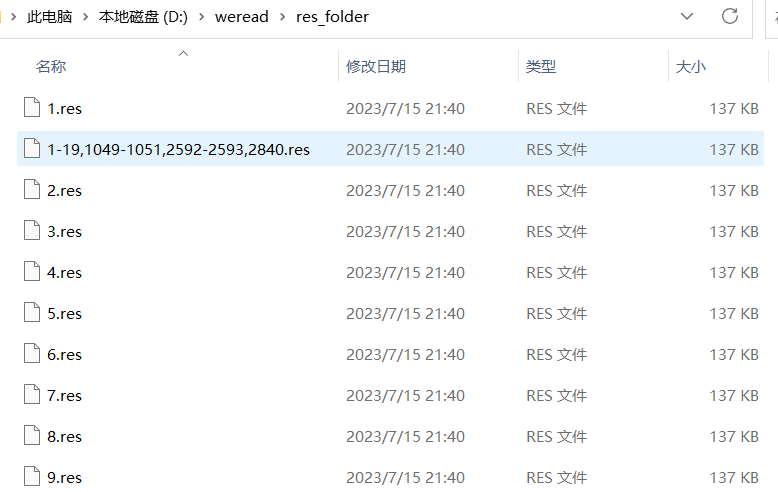 此电脑 > 本地磁盘 (D:) > weread > res_folder
名称 修改日期 类型 大小
1.res 2023/7/15 21:40 RES 文件 137 KB
1-19,1049-1051,2592-2593,2840.res 2023/7/15 21:40 RES 文件 137 KB
2.res 2023/7/15 21:40 RES 文件 137 KB
3.res 2023/7/15 21:40 RES 文件 137 KB
4.res 2023/7/15 21:40 RES 文件 137 KB
5.res 2023/7/15 21:40 RES 文件 137 KB
6.res 2023/7/15 21:40 RES 文件 137 KB
7.res 2023/7/15 21:40 RES 文件 137 KB
8.res 2023/7/15 21:40 RES 文件 137 KB
9.res 2023/7/15 21:40 RES 文件 137 KB